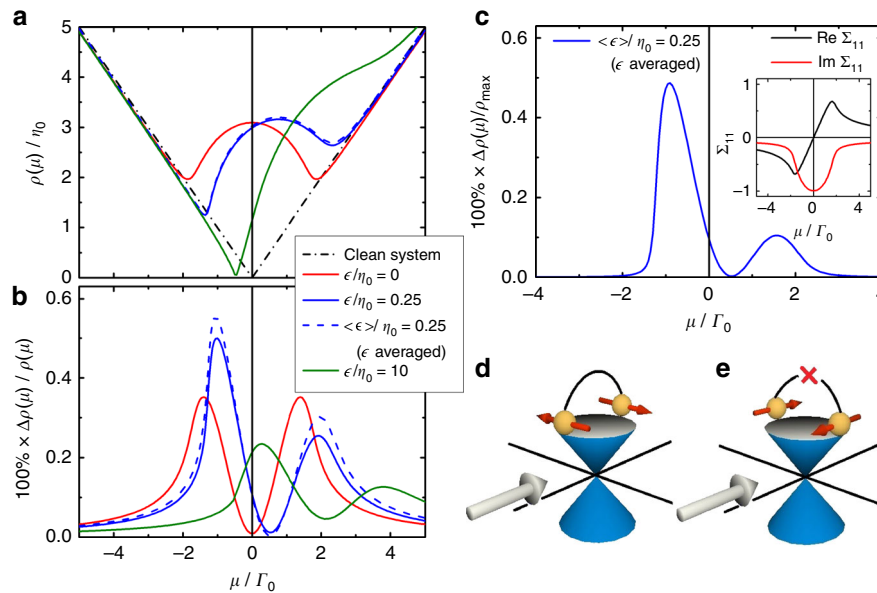 a
5
4
3
2
1
0
ρ(μ) / η0
Clean system
ϵ/η0 = 0
ϵ/η0 = 0.25
<ϵ>/ η0 = 0.25
(ϵ averaged)
ϵ/η0 = 10
b
0.6
0.4
0.2
0.0
100% × Δρ(μ) / ρ(μ)
−4 −2 0 2 4
μ / Γ0
c
<ϵ>/ η0 = 0.25
(ϵ averaged)
0.6
0.4
0.2
0.0
100% × Δρ(μ)/ρmax
−4 −2 0 2 4
μ / Γ0
Re Σ11
Im Σ11
1
0
−1
Σ11
−4 0 4
μ / Γ0
d
e